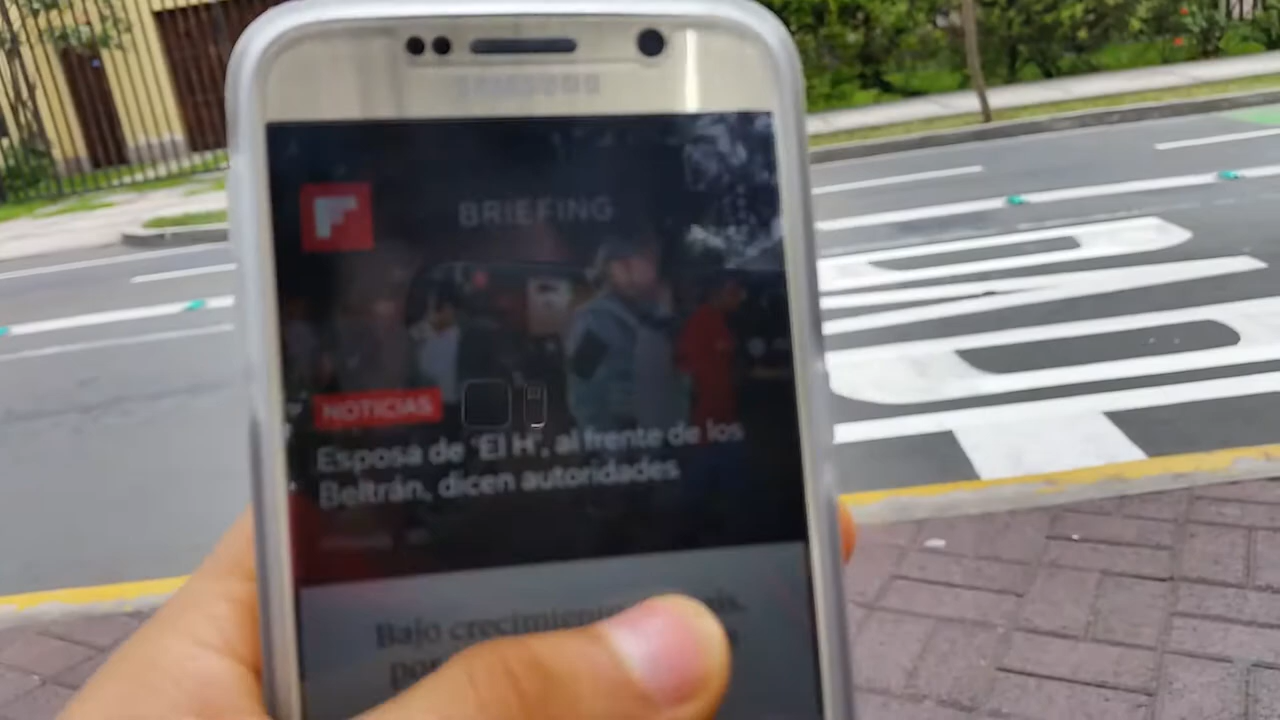 SAMSUNG
BRIEFING
NOTICIAS
Esposa de 'El H', al frente de los
Beltrán, dicen autoridades
Bajo crecimiento